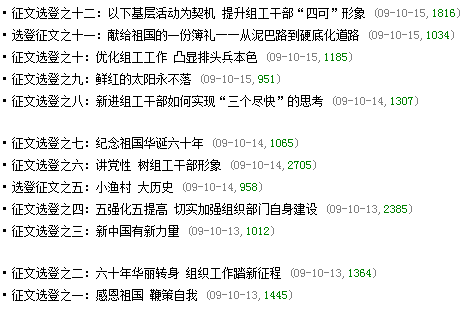 · 征文选登之十二：以下基层活动为契机 提升组工干部“四可”形象 (09-10-15,1816)
· 选登征文之十一：献给祖国的一份簿礼－－从泥巴路到硬底化道路 (09-10-15,1034)
· 征文选登之十：优化组工工作 凸显排头兵本色 (09-10-15,1185)
· 征文选登之九：鲜红的太阳永不落 (09-10-15,951)
· 征文选登之八：新进组工干部如何实现“三个尽快”的思考 (09-10-14,1307)
· 征文选登之七：纪念祖国华诞六十年 (09-10-14,1065)
· 征文选登之六：讲党性 树组工干部形象 (09-10-14,2705)
· 选登征文之五：小渔村 大历史 (09-10-14,958)
· 征文选登之四：五强化五提高 切实加强组织部门自身建设 (09-10-13,2385)
· 征文选登之三：新中国有新力量 (09-10-13,1012)
· 征文选登之二：六十年华丽转身 组织工作踏新征程 (09-10-13,1364)
· 征文选登之一：感恩祖国 鞭策自我 (09-10-13,1445)